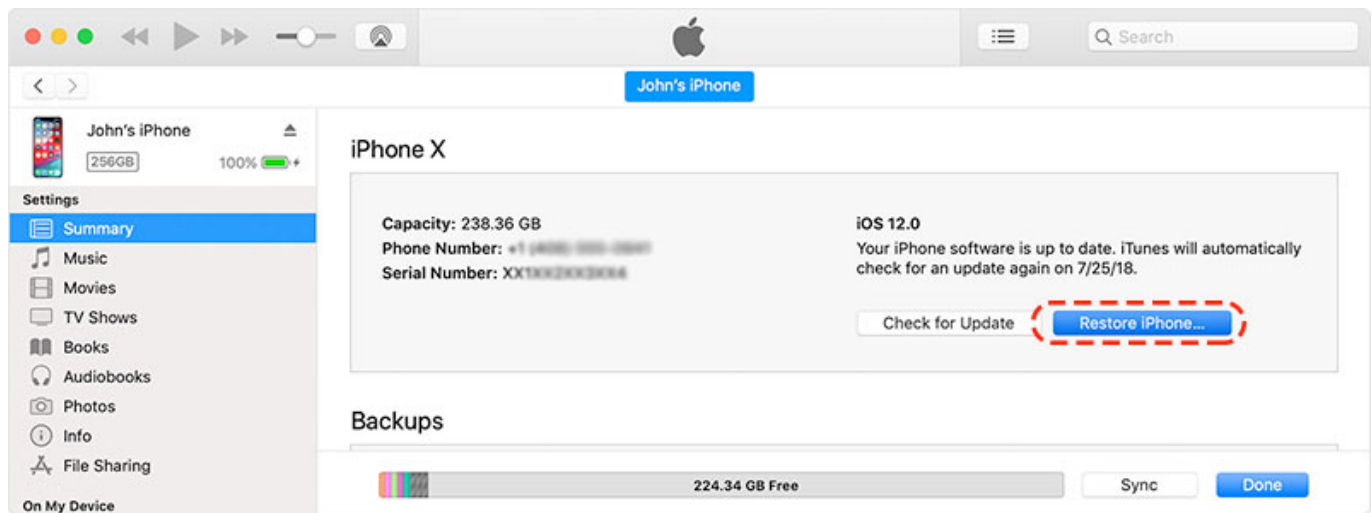 Search
John's iPhone
John's iPhone
256GB
100%
Settings
Summary
Music
Movies
TV Shows
Books
Audiobooks
Photos
Info
File Sharing
On My Device
iPhone X
Capacity: 238.36 GB
Phone Number:
Serial Number:
iOS 12.0
Your iPhone software is up to date. iTunes will automatically
check for an update again on 7/25/18.
Check for Update
Restore iPhone...
Backups
224.34 GB Free
Sync
Done